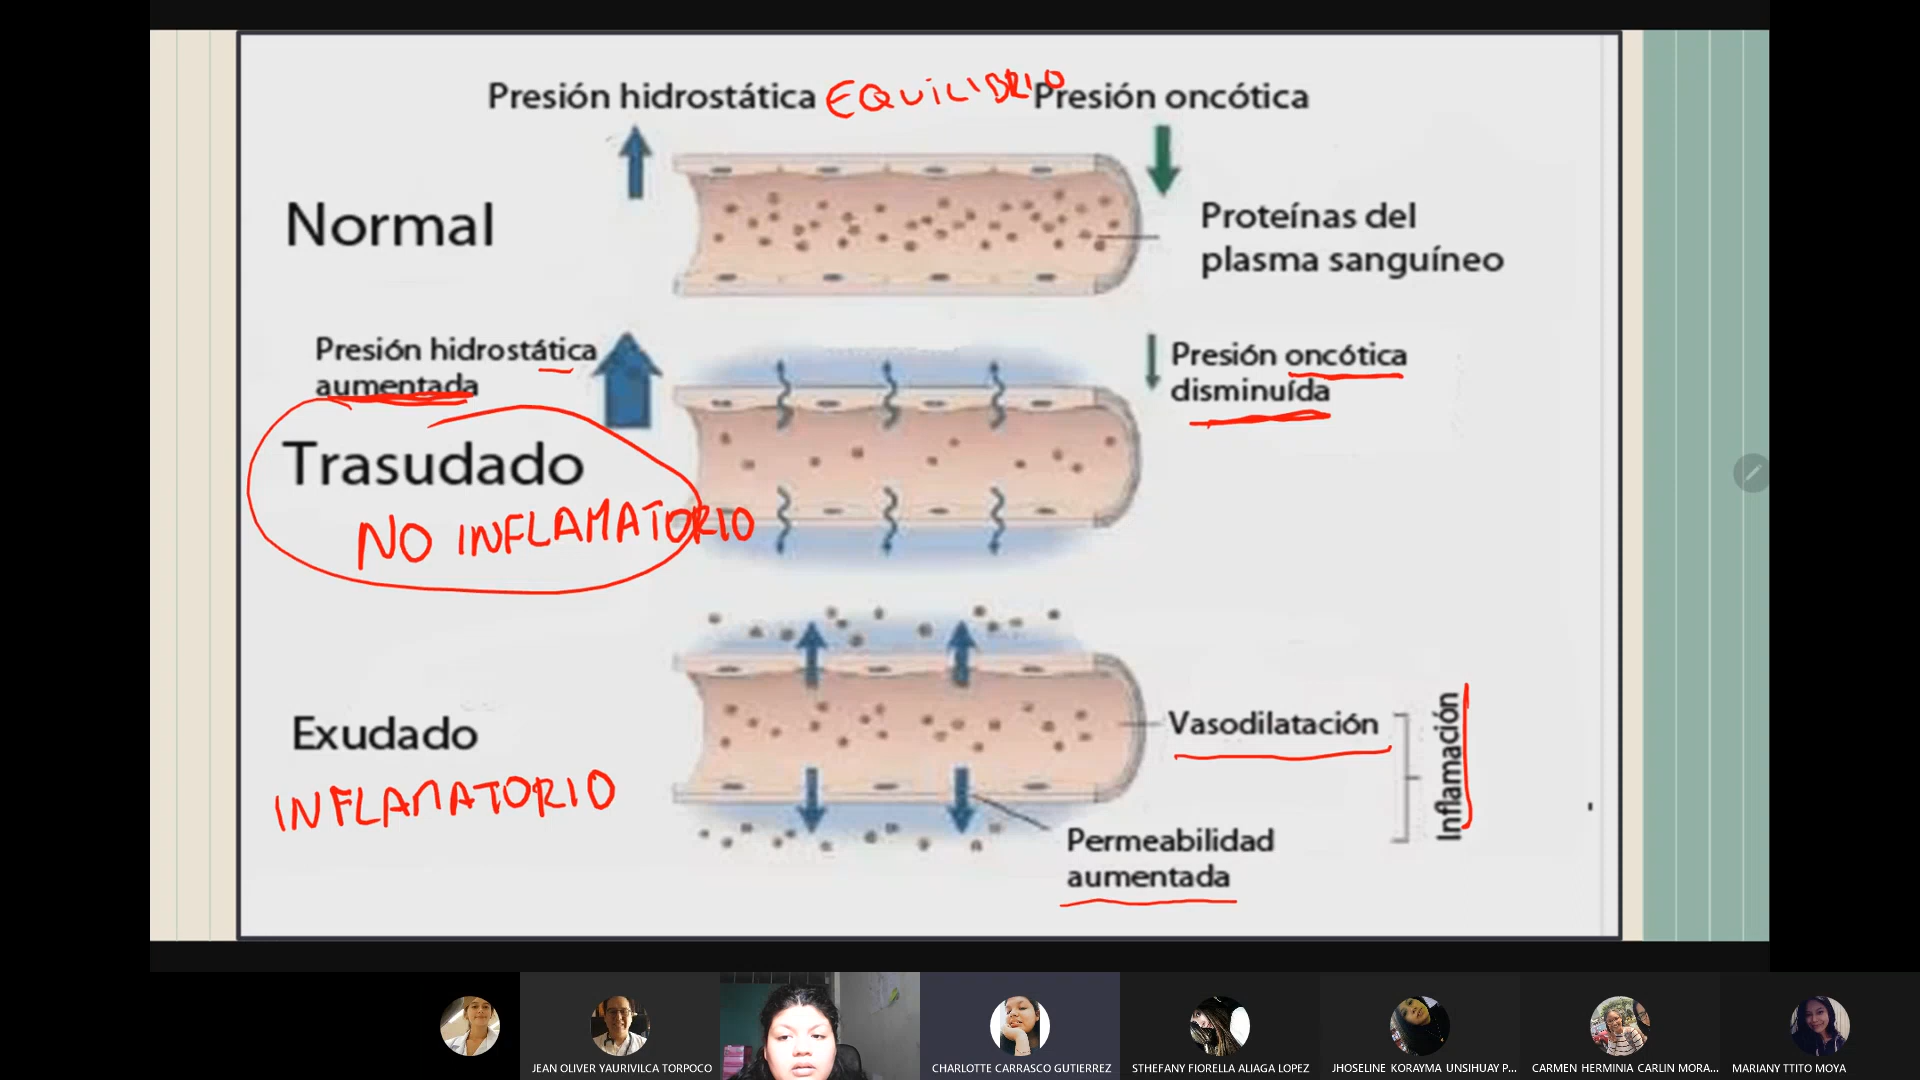 Presión hidrostática EQUILIBRIO Presión oncótica
Normal
Proteínas del
plasma sanguíneo
Presión hidrostática
aumentada
Presión oncótica
disminuída
Trasudado
NO INFLAMATORIO
Exudado
INFLAMATORIO
Vasodilatación
Inflamación
Permeabilidad
aumentada
JEAN OLIVER YAURIVILCA TORPOCO
CHARLOTTE CARRASCO GUTIERREZ
STHEFANY FIORELLA ALIAGA LOPEZ
JHOSELINE KORAYMA UNSIHUAY P...
CARMEN HERMINIA CARLIN MORA...
MARIANY TTITO MOYA